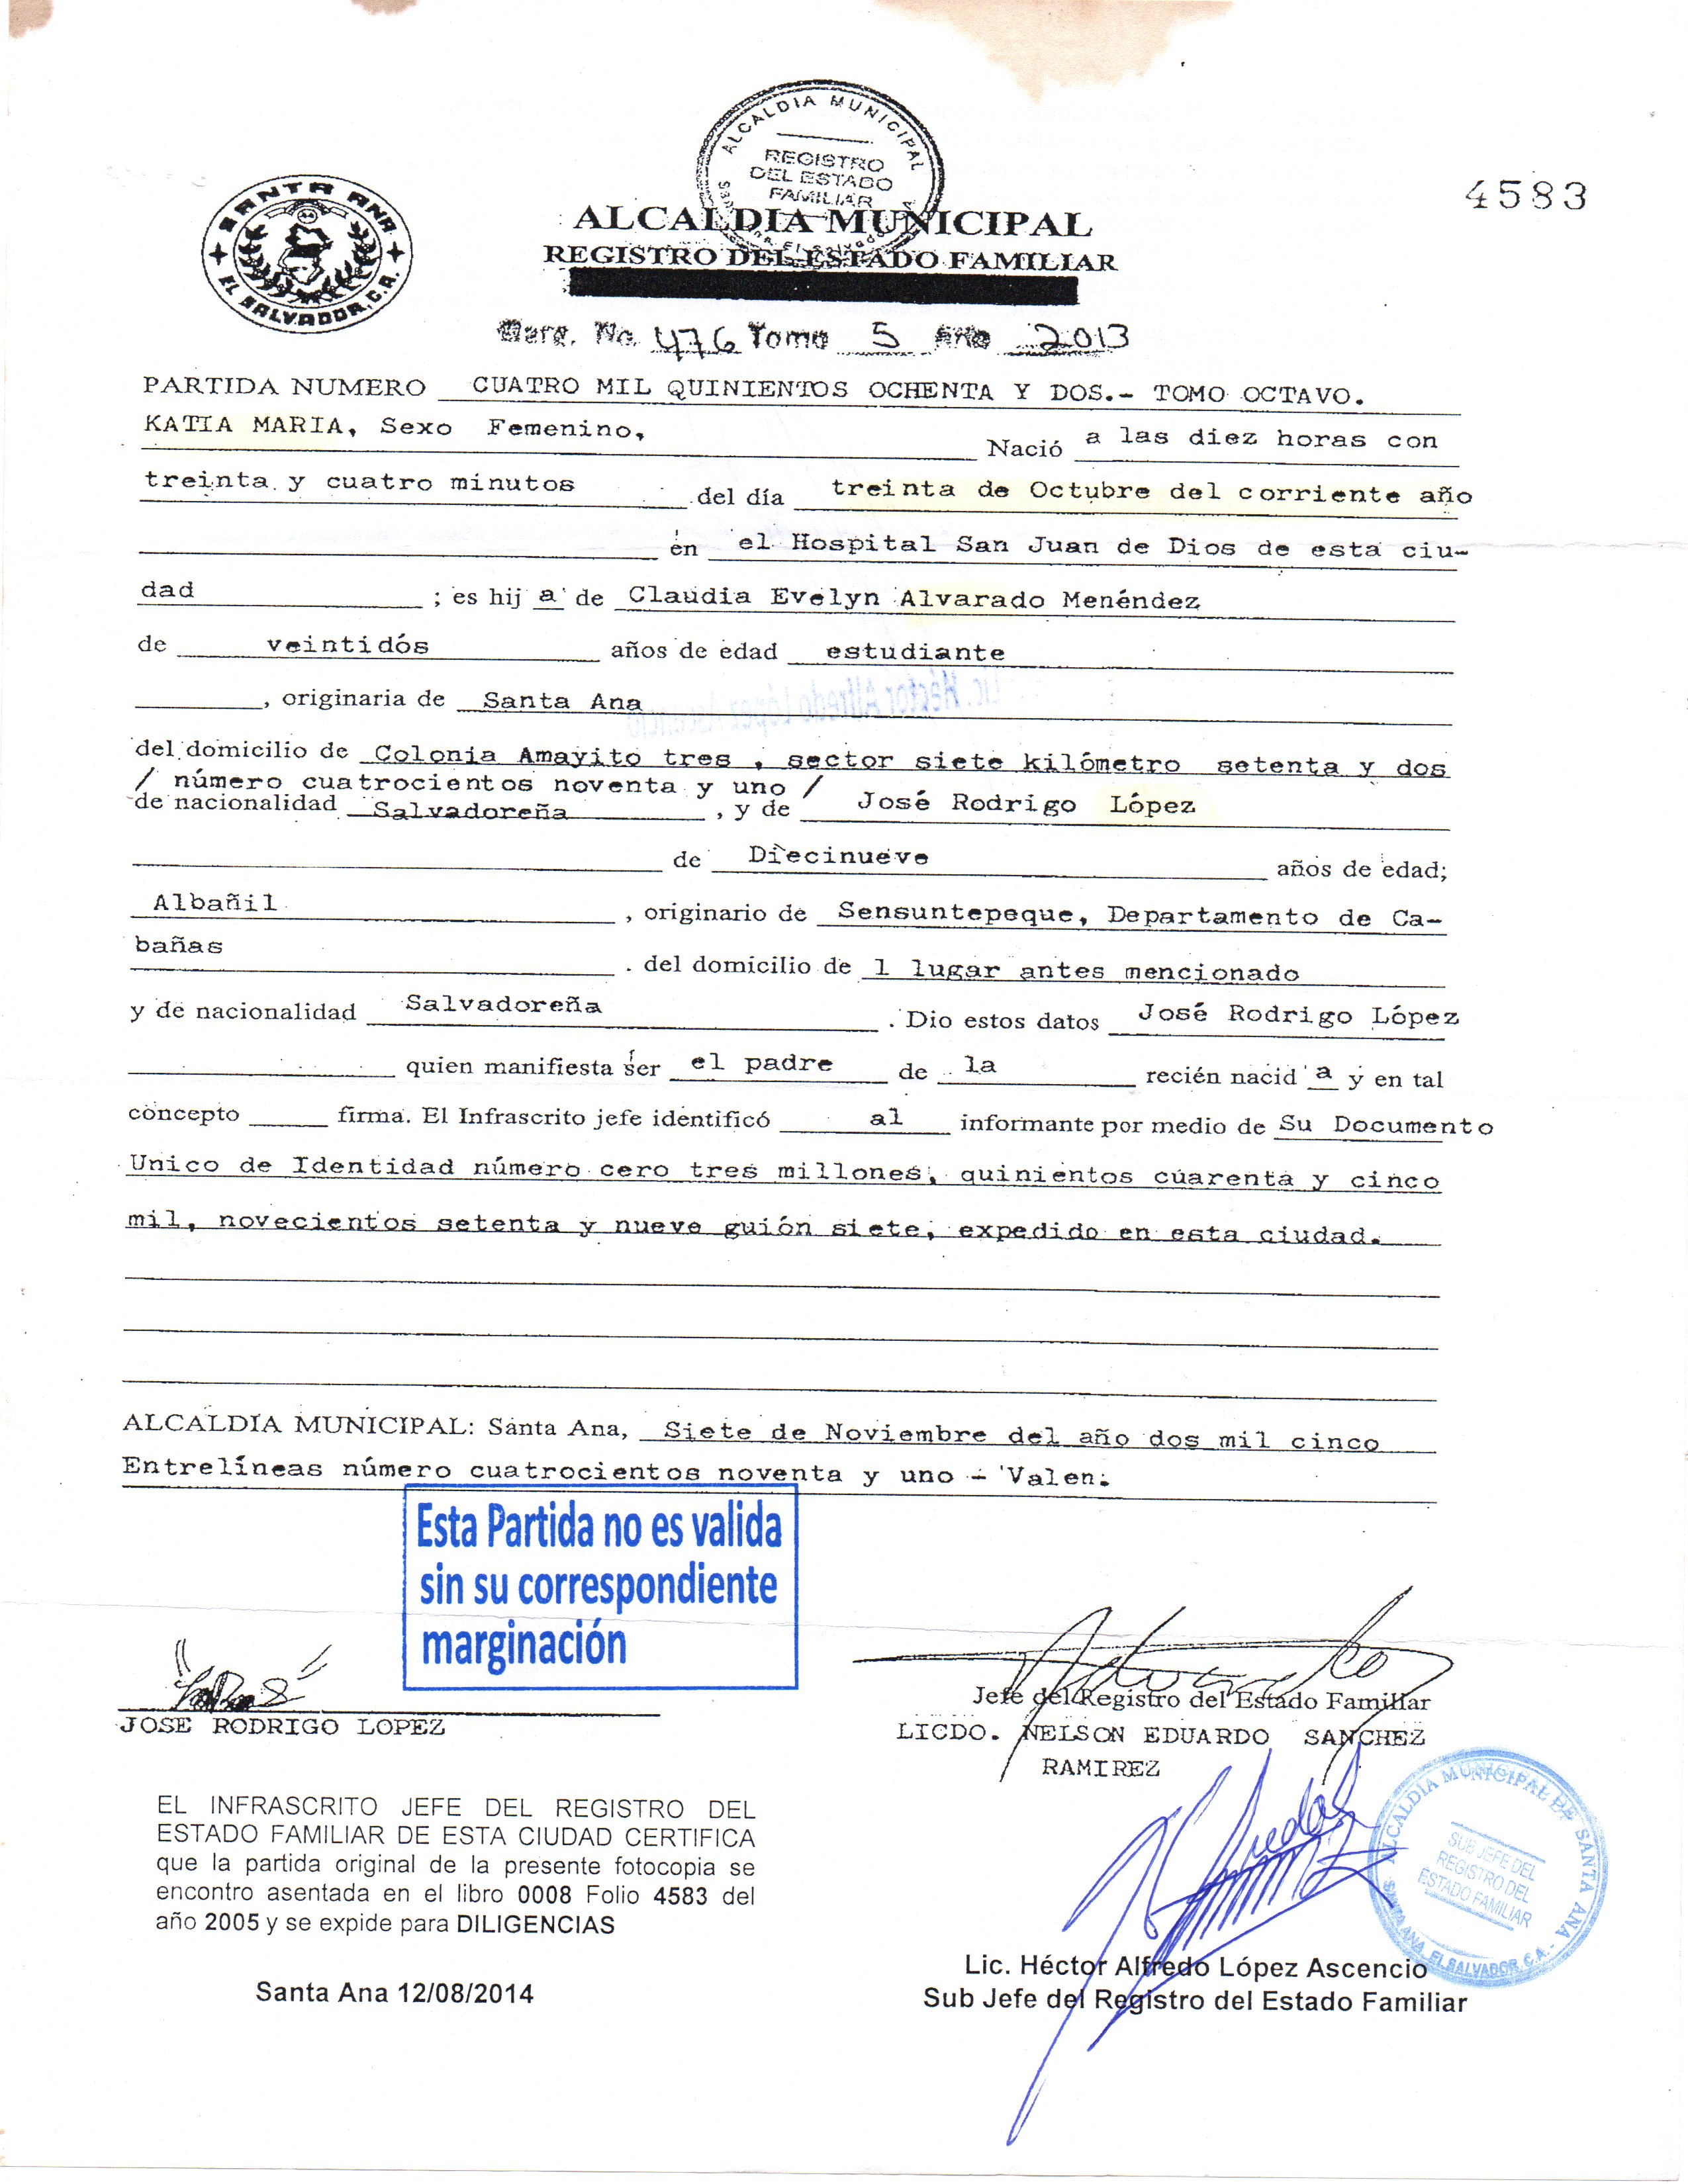 ALCALDIA MUNICIPAL
REGISTRO DEL ESTADO FAMILIAR
SANTA ANA
EL SALVADOR, C.A.
4583
ALCALDIA MUNICIPAL
REGISTRO DEL ESTADO FAMILIAR
Marg. No. 476 Tomo 5 Año 2013
PARTIDA NUMERO CUATRO MIL QUINIENTOS OCHENTA Y DOS.- TOMO OCTAVO.
KATIA MARIA, Sexo Femenino, Nació a las diez horas con
treinta y cuatro minutos del día treinta de Octubre del corriente año
en el Hospital San Juan de Dios de esta ciu-
dad ; es hij a de Claudia Evelyn Alvarado Menéndez
de veintidós años de edad estudiante
, originaria de Santa Ana
del domicilio de Colonia Amayito tres , sector siete kilómetro setenta y dos
/ número cuatrocientos noventa y uno /
de nacionalidad Salvadoreña , y de José Rodrigo López
de Diecinueve años de edad;
Albañil , originario de Sensuntepeque, Departamento de Ca-
bañas . del domicilio de l lugar antes mencionado
y de nacionalidad Salvadoreña . Dio estos datos José Rodrigo López
quien manifiesta ser el padre de la recién nacid a y en tal
concepto firma. El Infrascrito jefe identificó al informante por medio de Su Documento
Unico de Identidad número cero tres millones, quinientos cuarenta y cinco
mil, novecientos setenta y nueve guión siete, expedido en esta ciudad.
ALCALDÍA MUNICIPAL: Santa Ana, Siete de Noviembre del año dos mil cinco
Entrelíneas número cuatrocientos noventa y uno - Valen.
Esta Partida no es valida
sin su correspondiente
marginación
JOSE RODRIGO LOPEZ
Jefe del Registro del Estado Familiar
LICDO. NELSON EDUARDO SANCHEZ
RAMIREZ
EL INFRASCRITO JEFE DEL REGISTRO DEL
ESTADO FAMILIAR DE ESTA CIUDAD CERTIFICA
que la partida original de la presente fotocopia se
encontro asentada en el libro 0008 Folio 4583 del
año 2005 y se expide para DILIGENCIAS
Santa Ana 12/08/2014
ALCALDIA MUNICIPAL DE SANTA ANA -
SUB JEFE DEL
REGISTRO DEL
ESTADO FAMILIAR
SANTA ANA, EL SALVADOR, C.A.
Lic. Héctor Alfredo López Ascencio
Sub Jefe del Registro del Estado Familiar